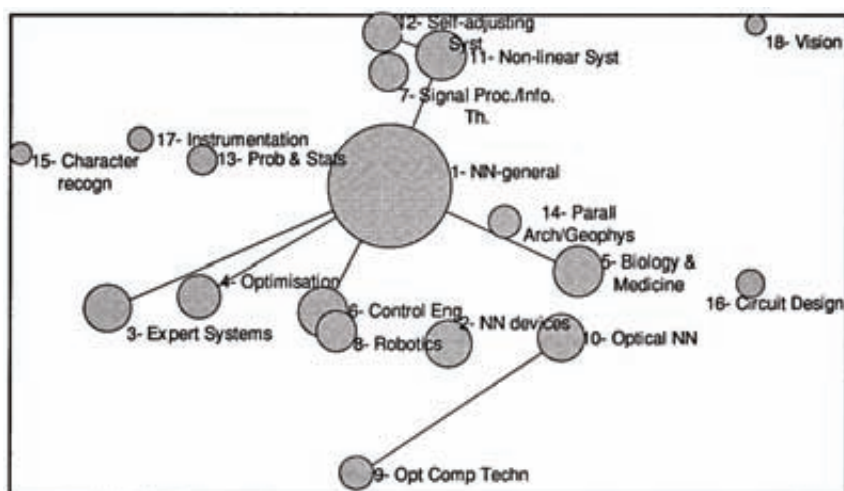 12- Self-adjusting
Syst
18- Vision
11- Non-linear Syst
7- Signal Proc./Info.
Th.
17- Instrumentation
15- Character
recogn
13- Prob & Stats
1- NN-general
14- Parall
Arch/Geophys
5- Biology &
Medicine
4- Optimisation
16- Circuit Design
6- Control Eng
3- Expert Systems
2- NN devices
8- Robotics
10- Optical NN
9- Opt Comp Techn